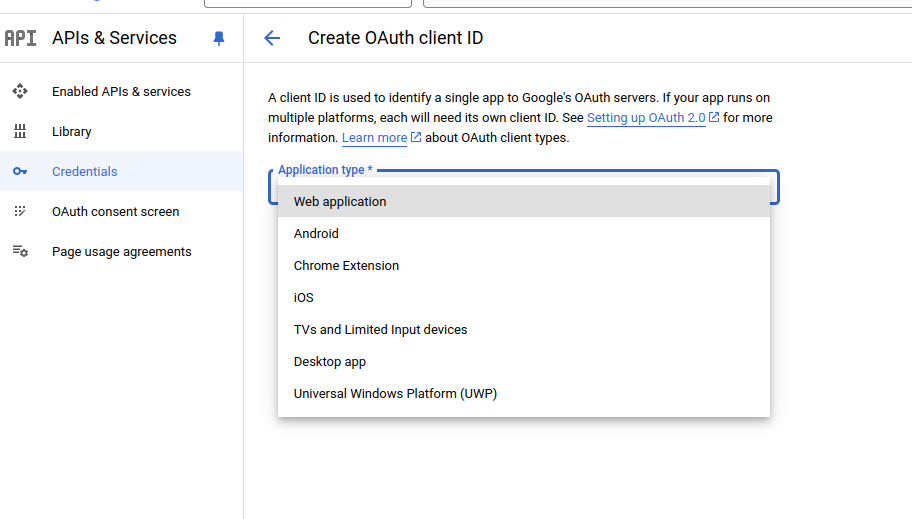 API APIs & Services
Create OAuth client ID
Enabled APIs & services
Library
Credentials
OAuth consent screen
Page usage agreements
A client ID is used to identify a single app to Google's OAuth servers. If your app runs on
multiple platforms, each will need its own client ID. See Setting up OAuth 2.0 for more
information. Learn more about OAuth client types.
Application type *
Web application
Android
Chrome Extension
iOS
TVs and Limited Input devices
Desktop app
Universal Windows Platform (UWP)